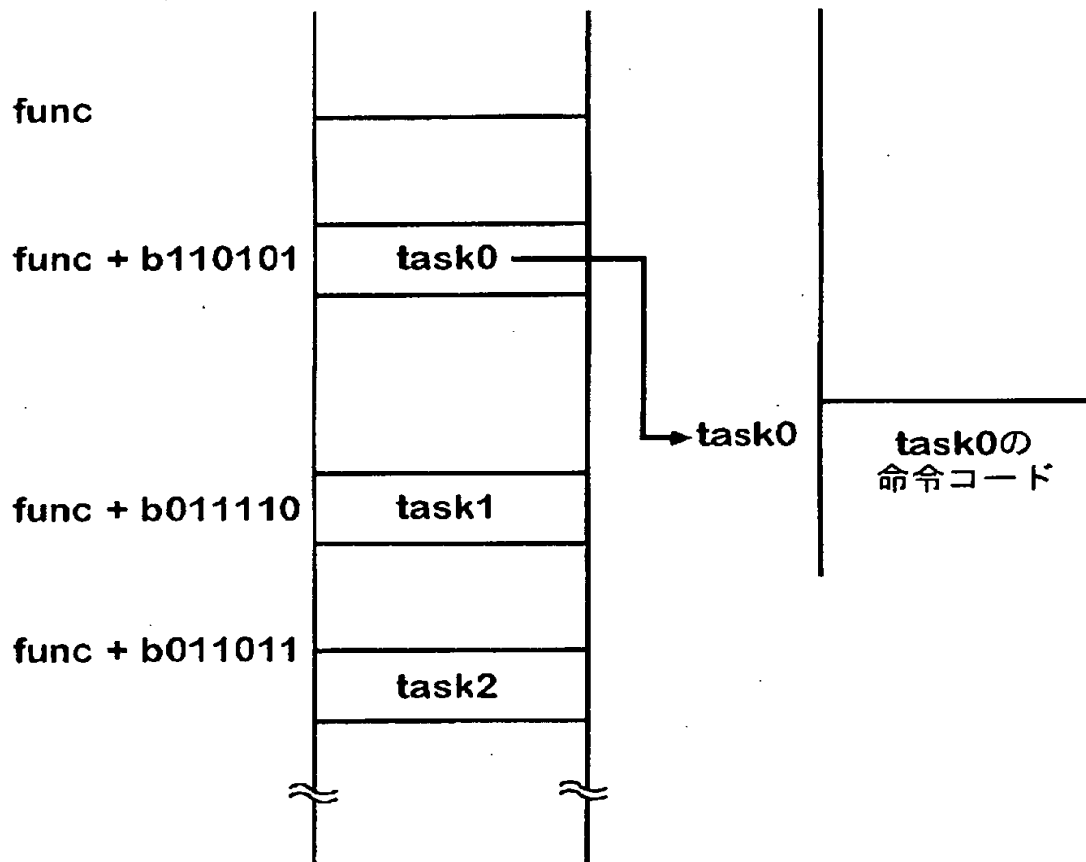 func
func + b110101
task0
task0
task0の
命令コード
func + b011110
task1
func + b011011
task2